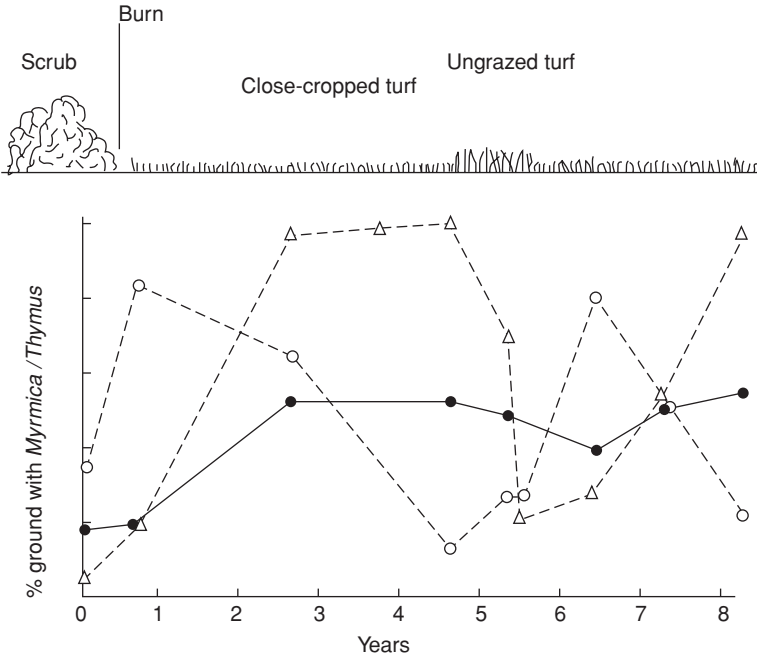 Burn
Scrub
Ungrazed turf
Close-cropped turf
% ground with Myrmica / Thymus
0 1 2 3 4 5 6 7 8
Years